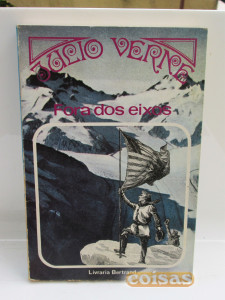 JÚLIO VERNE
Fora dos eixos
Livraria Bertrand
coisas